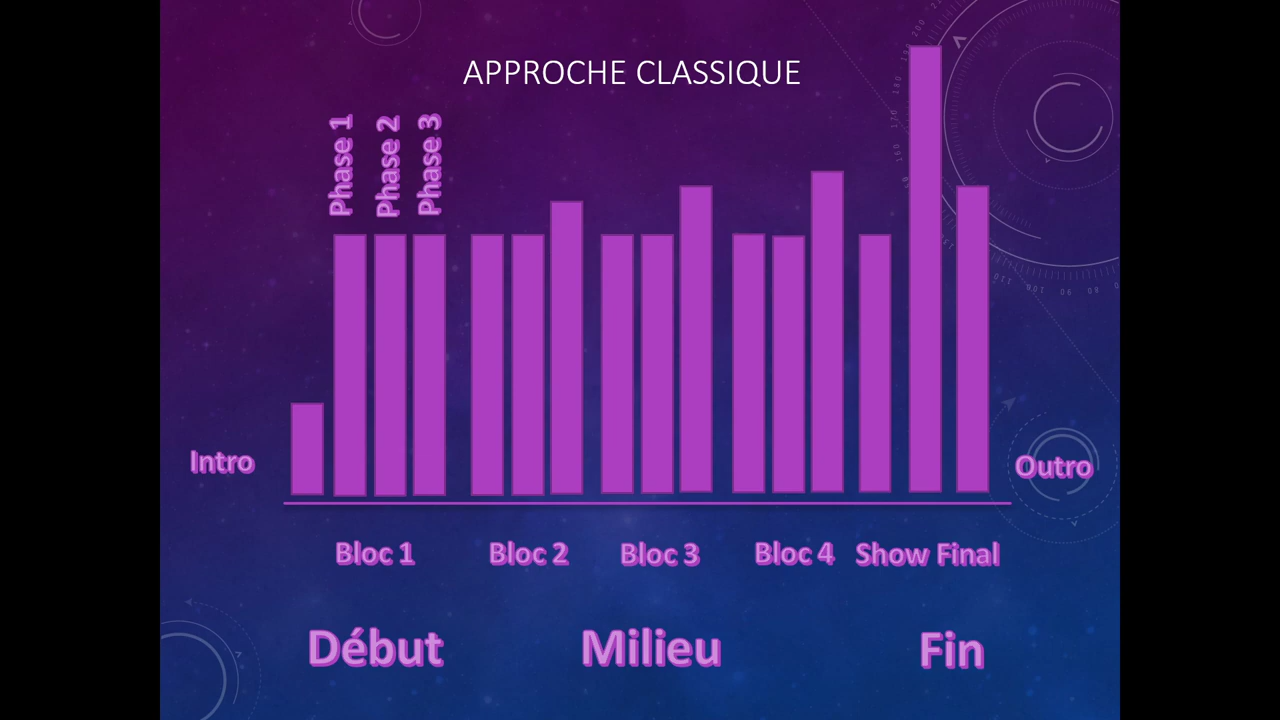 APPROCHE CLASSIQUE
Phase 1
Phase 2
Phase 3
Intro
Outro
Bloc 1
Bloc 2
Bloc 3
Bloc 4
Show Final
Début
Milieu
Fin